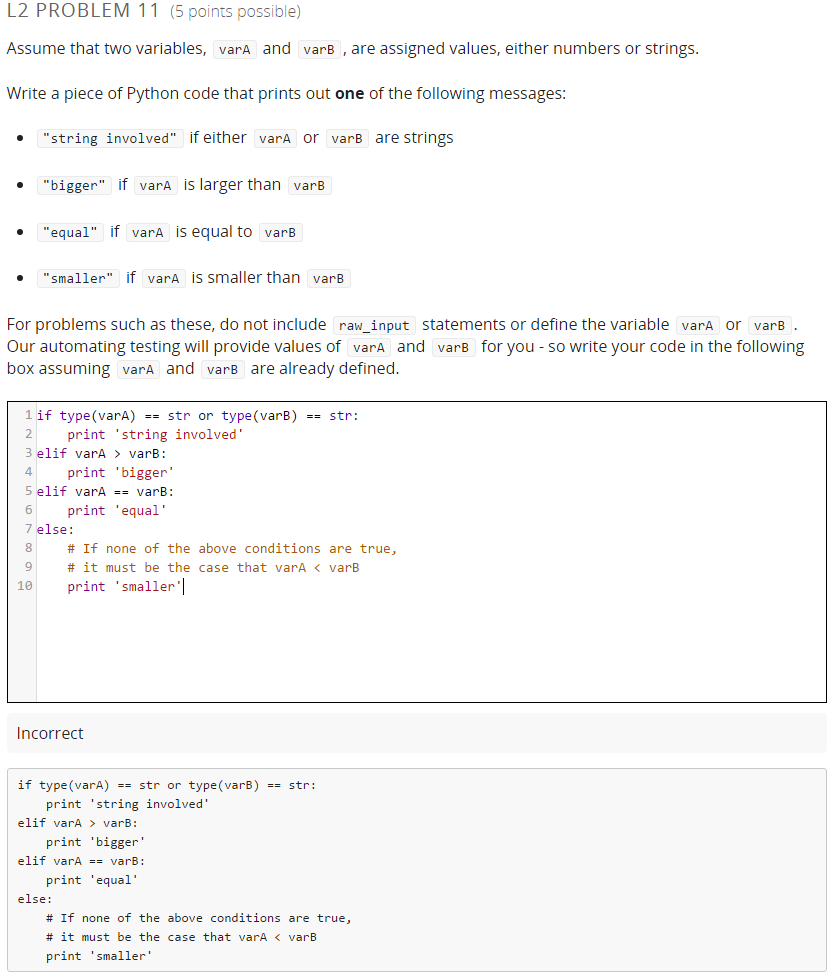 L2 PROBLEM 11 (5 points possible)
Assume that two variables, varA and varB, are assigned values, either numbers or strings.
Write a piece of Python code that prints out one of the following messages:
• "string involved" if either varA or varB are strings
• "bigger" if varA is larger than varB
• "equal" if varA is equal to varB
• "smaller" if varA is smaller than varB
For problems such as these, do not include raw_input statements or define the variable varA or varB.
Our automating testing will provide values of varA and varB for you - so write your code in the following
box assuming varA and varB are already defined.
1 if type(varA) == str or type(varB) == str:
2     print 'string involved'
3 elif varA > varB:
4     print 'bigger'
5 elif varA == varB:
6     print 'equal'
7 else:
8     # If none of the above conditions are true,
9     # it must be the case that varA < varB
10     print 'smaller'
Incorrect
if type(varA) == str or type(varB) == str:
    print 'string involved'
elif varA > varB:
    print 'bigger'
elif varA == varB:
    print 'equal'
else:
    # If none of the above conditions are true,
    # it must be the case that varA < varB
    print 'smaller'